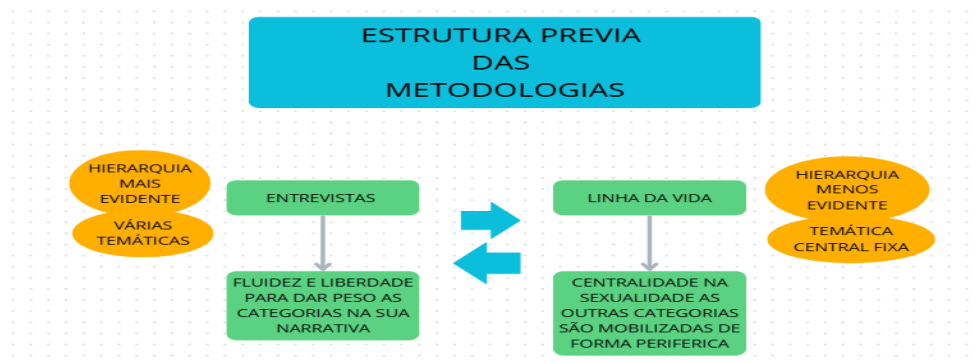 ESTRUTURA PREVIA
DAS
METODOLOGIAS
HIERARQUIA
MAIS
EVIDENTE
VÁRIAS
TEMÁTICAS
ENTREVISTAS
FLUIDEZ E LIBERDADE
PARA DAR PESO AS
CATEGORIAS NA SUA
NARRATIVA
LINHA DA VIDA
CENTRALIDADE NA
SEXUALIDADE AS
OUTRAS CATEGORIAS
SÃO MOBILIZADAS DE
FORMA PERIFERICA
HIERARQUIA
MENOS
EVIDENTE
TEMÁTICA
CENTRAL FIXA